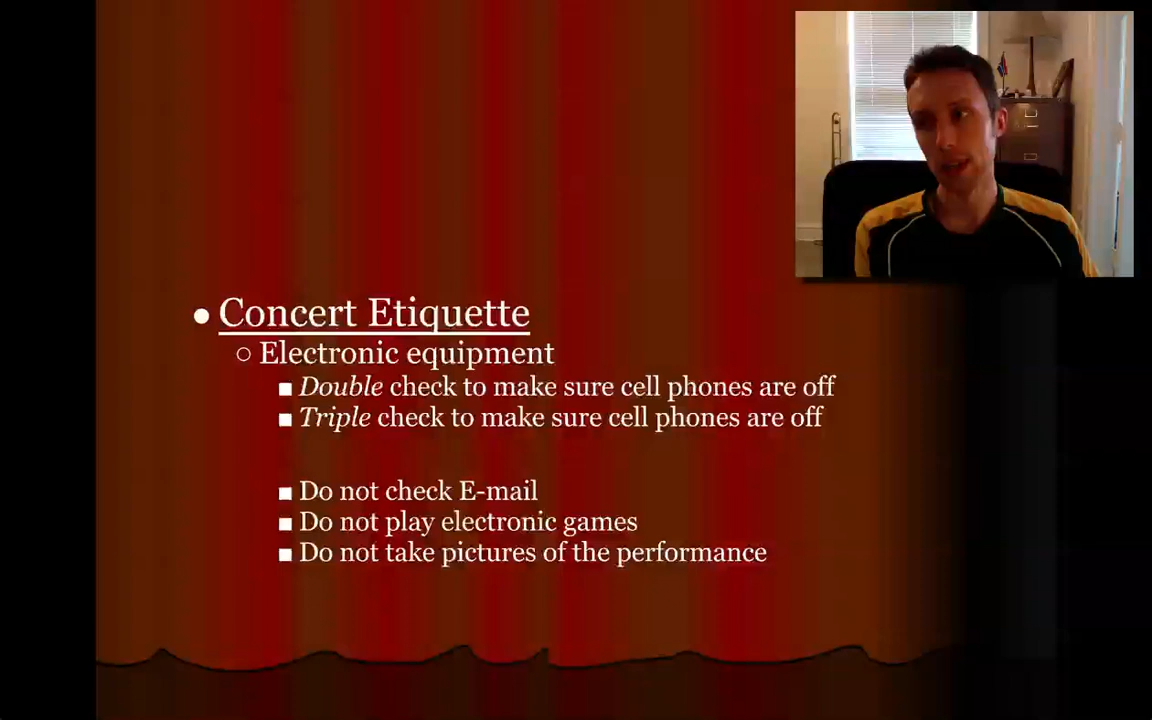 Concert Etiquette
Electronic equipment
Double check to make sure cell phones are off
Triple check to make sure cell phones are off
Do not check E-mail
Do not play electronic games
Do not take pictures of the performance